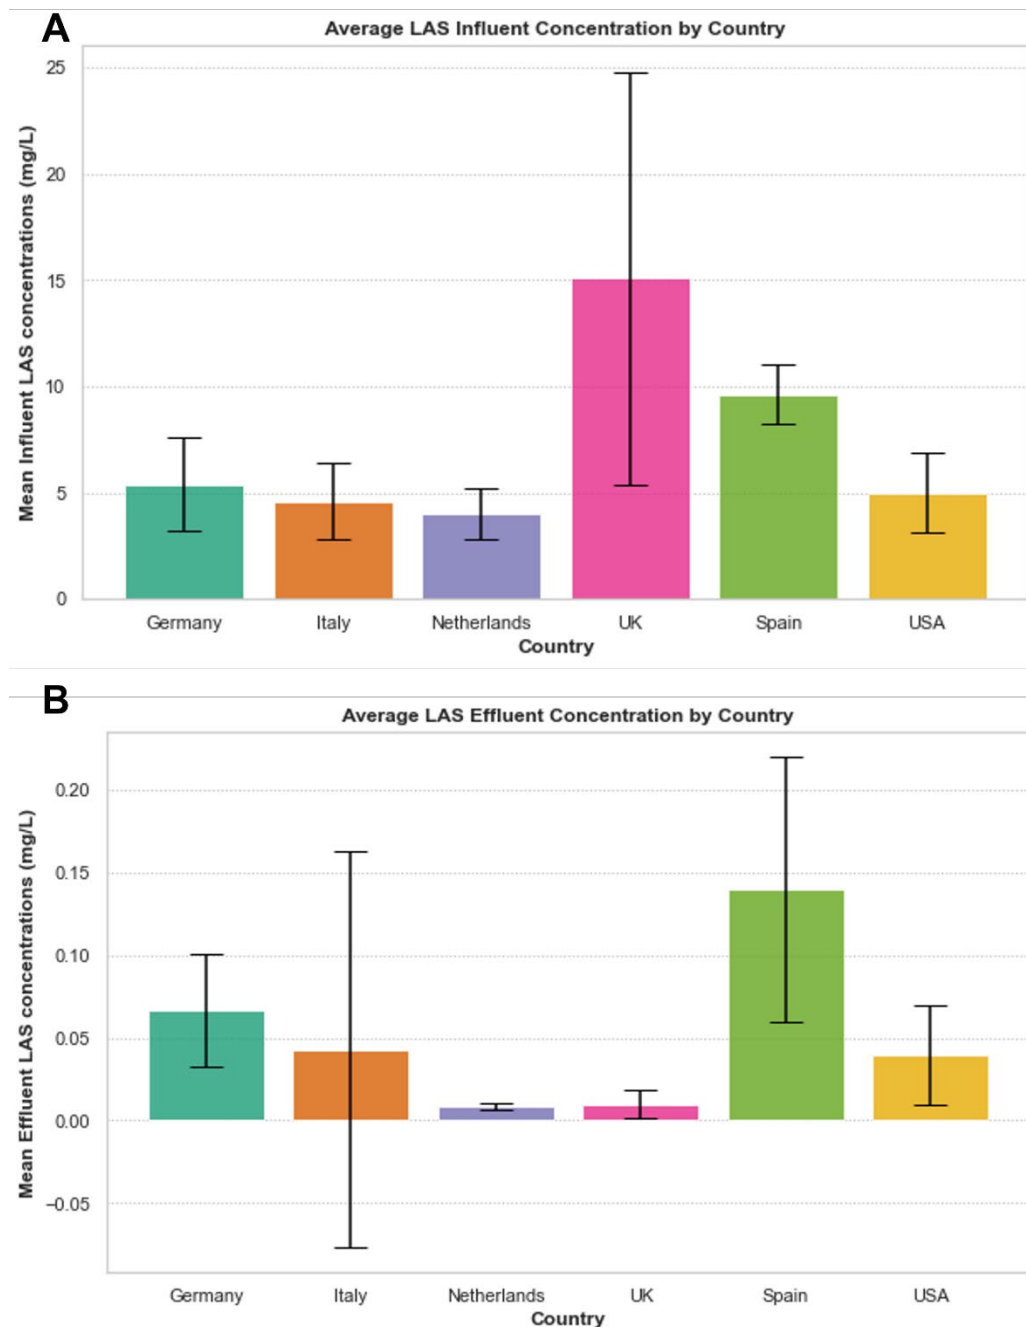 A
Average LAS Influent Concentration by Country
Mean Influent LAS concentrations (mg/L)
25
20
15
10
5
0
Germany Italy Netherlands UK Spain USA
Country
B
Average LAS Effluent Concentration by Country
Mean Effluent LAS concentrations (mg/L)
0.20
0.15
0.10
0.05
0.00
−0.05
Germany Italy Netherlands UK Spain USA
Country